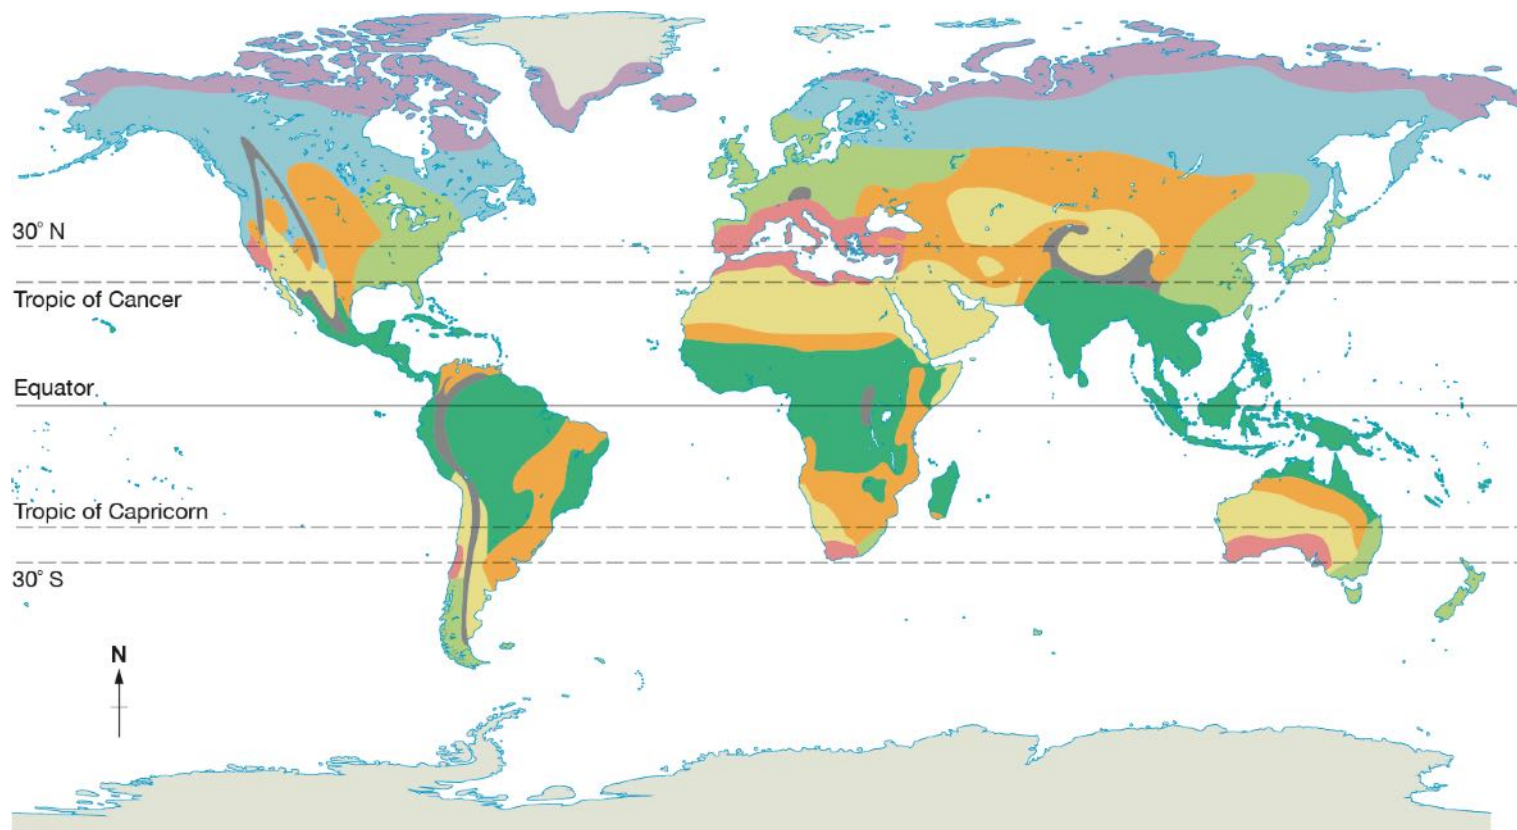 30° N
Tropic of Cancer
Equator
Tropic of Capricorn
30° S
N